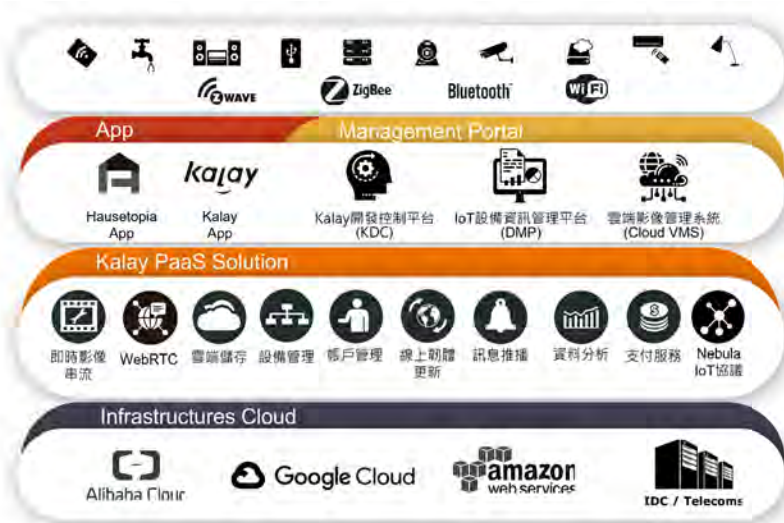 Z WAVE
ZigBee
Bluetooth
WiFi
App
Management Portal
kalay
Hausetopia App
Kalay App
Kalay開發控制平台 (KDC)
IoT設備資訊管理平台 (DMP)
雲端影像管理系統 (Cloud VMS)
Kalay PaaS Solution
即時影像串流
WebRTC
雲端儲存
設備管理
帳戶管理
線上韌體更新
訊息推播
資料分析
支付服務
Nebula IoT協議
Infrastructures Cloud
Alibaba Cloud
Google Cloud
amazon web services
IDC / Telecoms